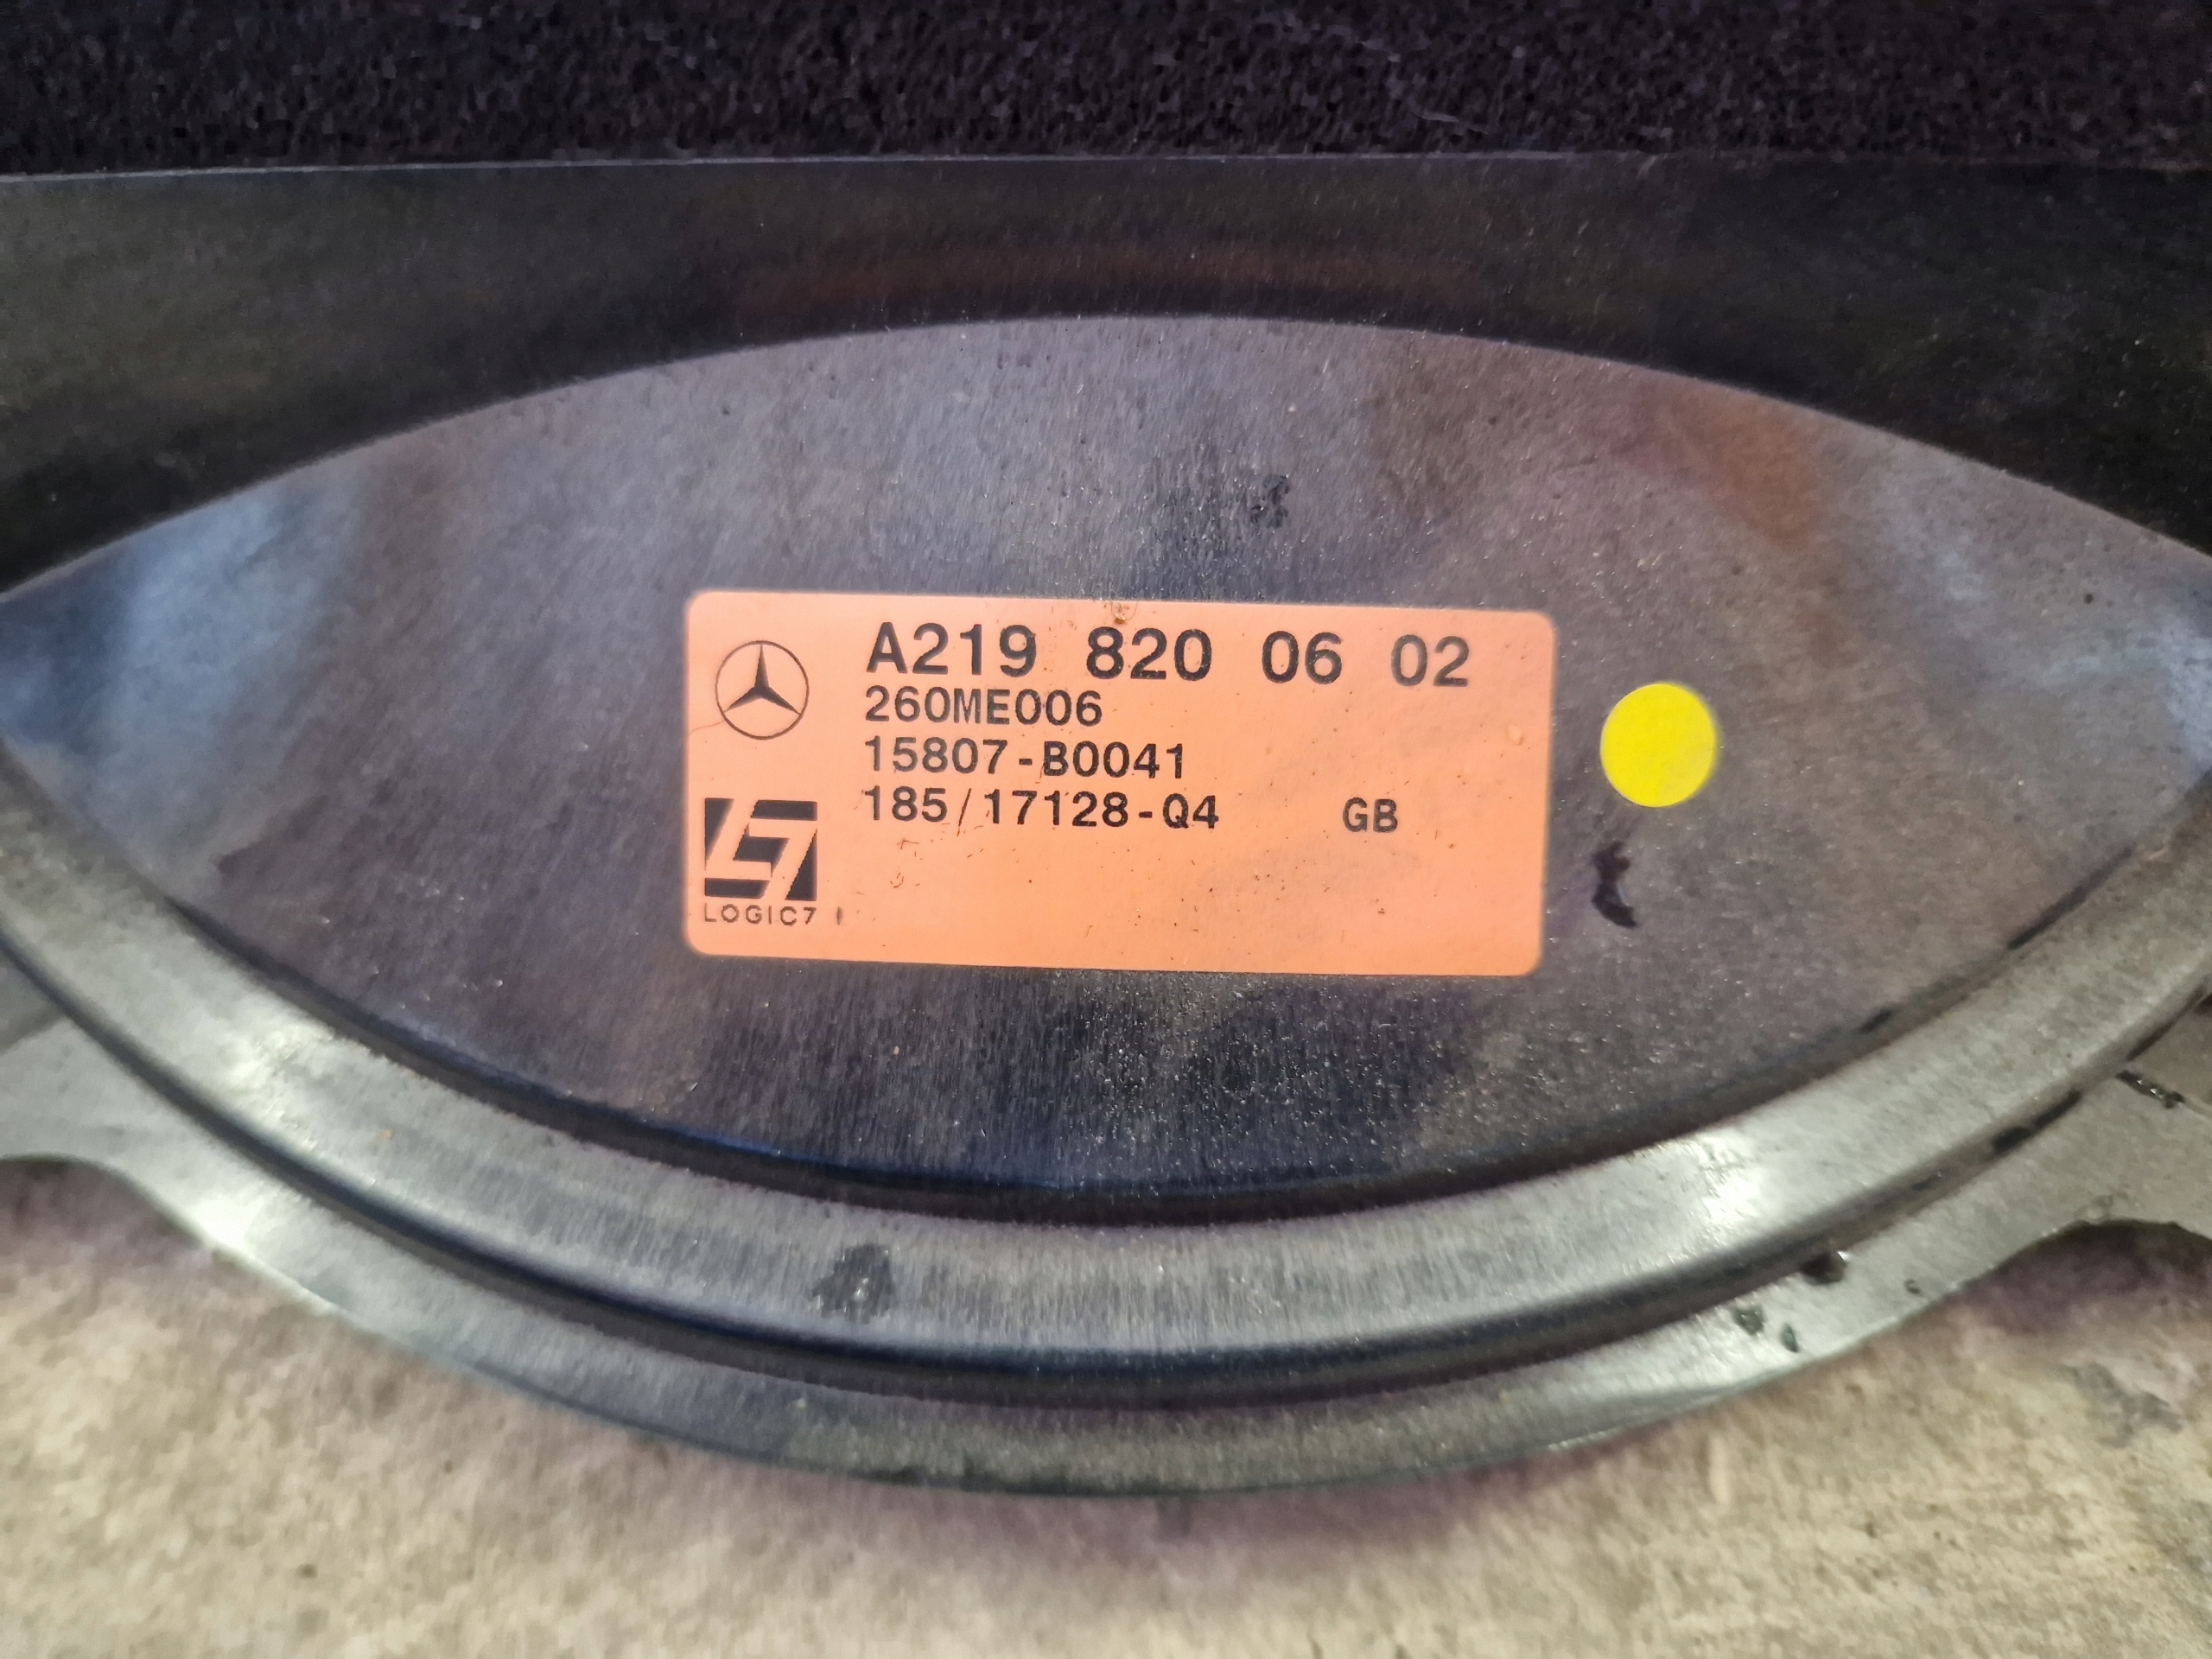 A219 820 06 02
260ME006
15807-B0041
185/17128-Q4 GB
LOGIC7